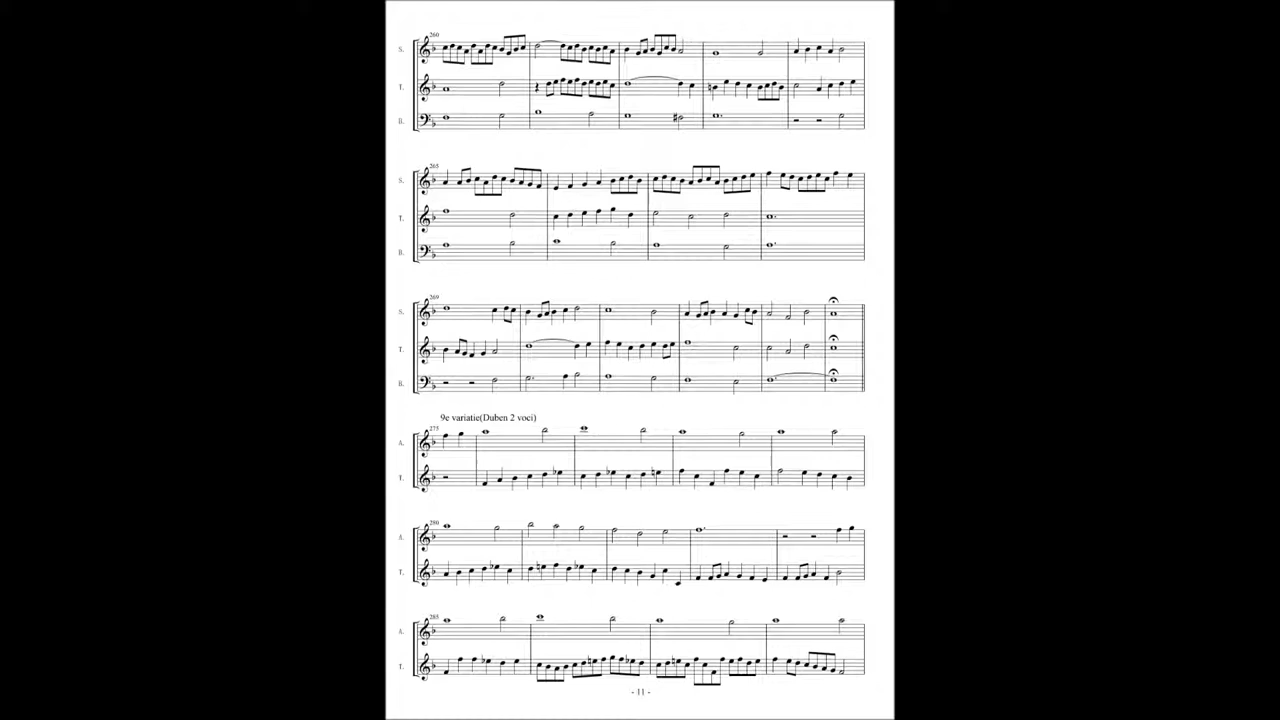 260
S.
T.
B.
265
S.
T.
B.
269
S.
T.
B.
9e variatie(Duben 2 voci)
275
A.
T.
280
A.
T.
285
A.
T.
- 11 -